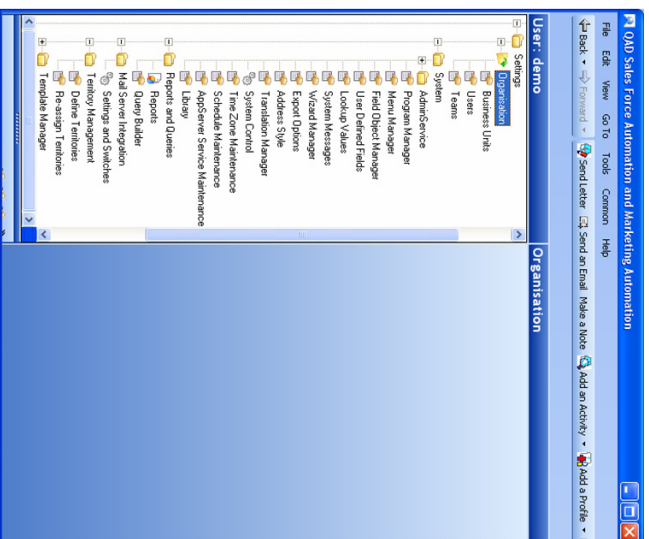 QAD Sales Force Automation and Marketing Automation
File Edit View Go To Tools Common Help
Back Forward Send Letter Send an Email Make a Note Add an Activity Add a Profile
User: demo
Organisation
Settings
Organisation
Business Units
Users
Teams
System
AdminService
Program Manager
Menu Manager
Field Object Manager
User Defined Fields
Lookup Values
System Messages
Wizard Manager
Export Options
Address Style
Translation Manager
System Control
Time Zone Maintenance
Schedule Maintenance
AppServer Service Maintenance
Library
Reports and Queries
Reports
Query Builder
Mail Server Integration
Settings and Switches
Territory Management
Define Territories
Re-assign Territories
Template Manager